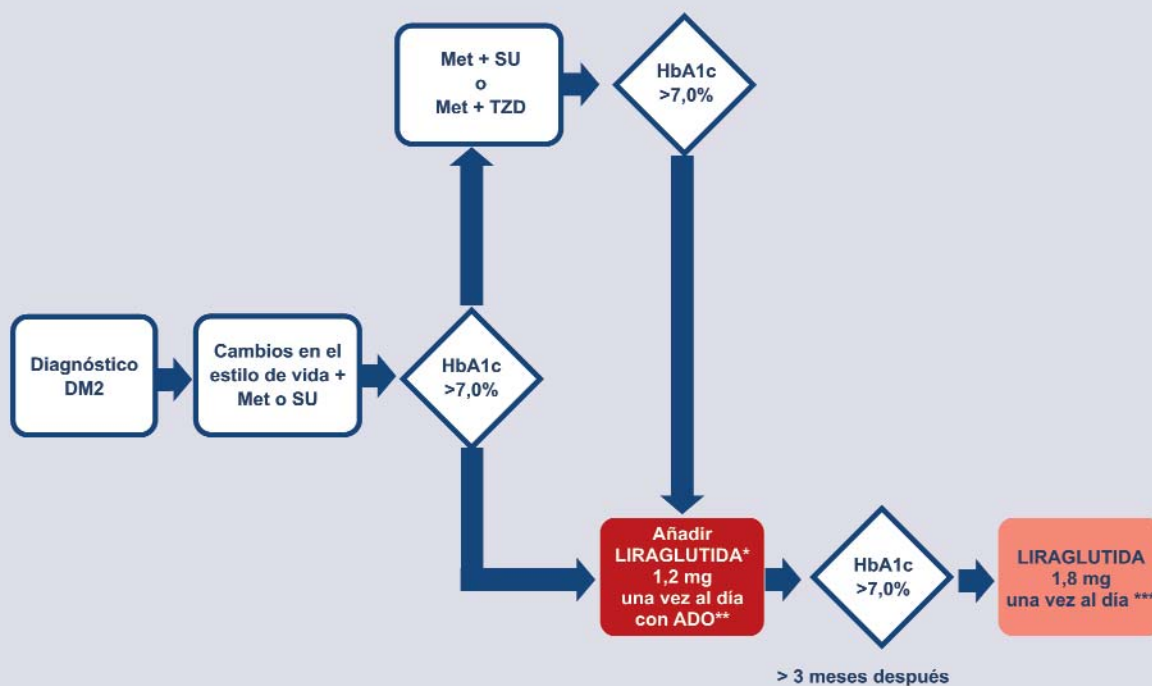 Met + SU
o
Met + TZD
HbA1c
>7,0%
Diagnóstico
DM2
Cambios en el
estilo de vida +
Met o SU
HbA1c
>7,0%
Añadir
LIRAGLUTIDA*
1,2 mg
una vez al día
con ADO**
HbA1c
>7,0%
LIRAGLUTIDA
1,8 mg
una vez al día ***
> 3 meses después